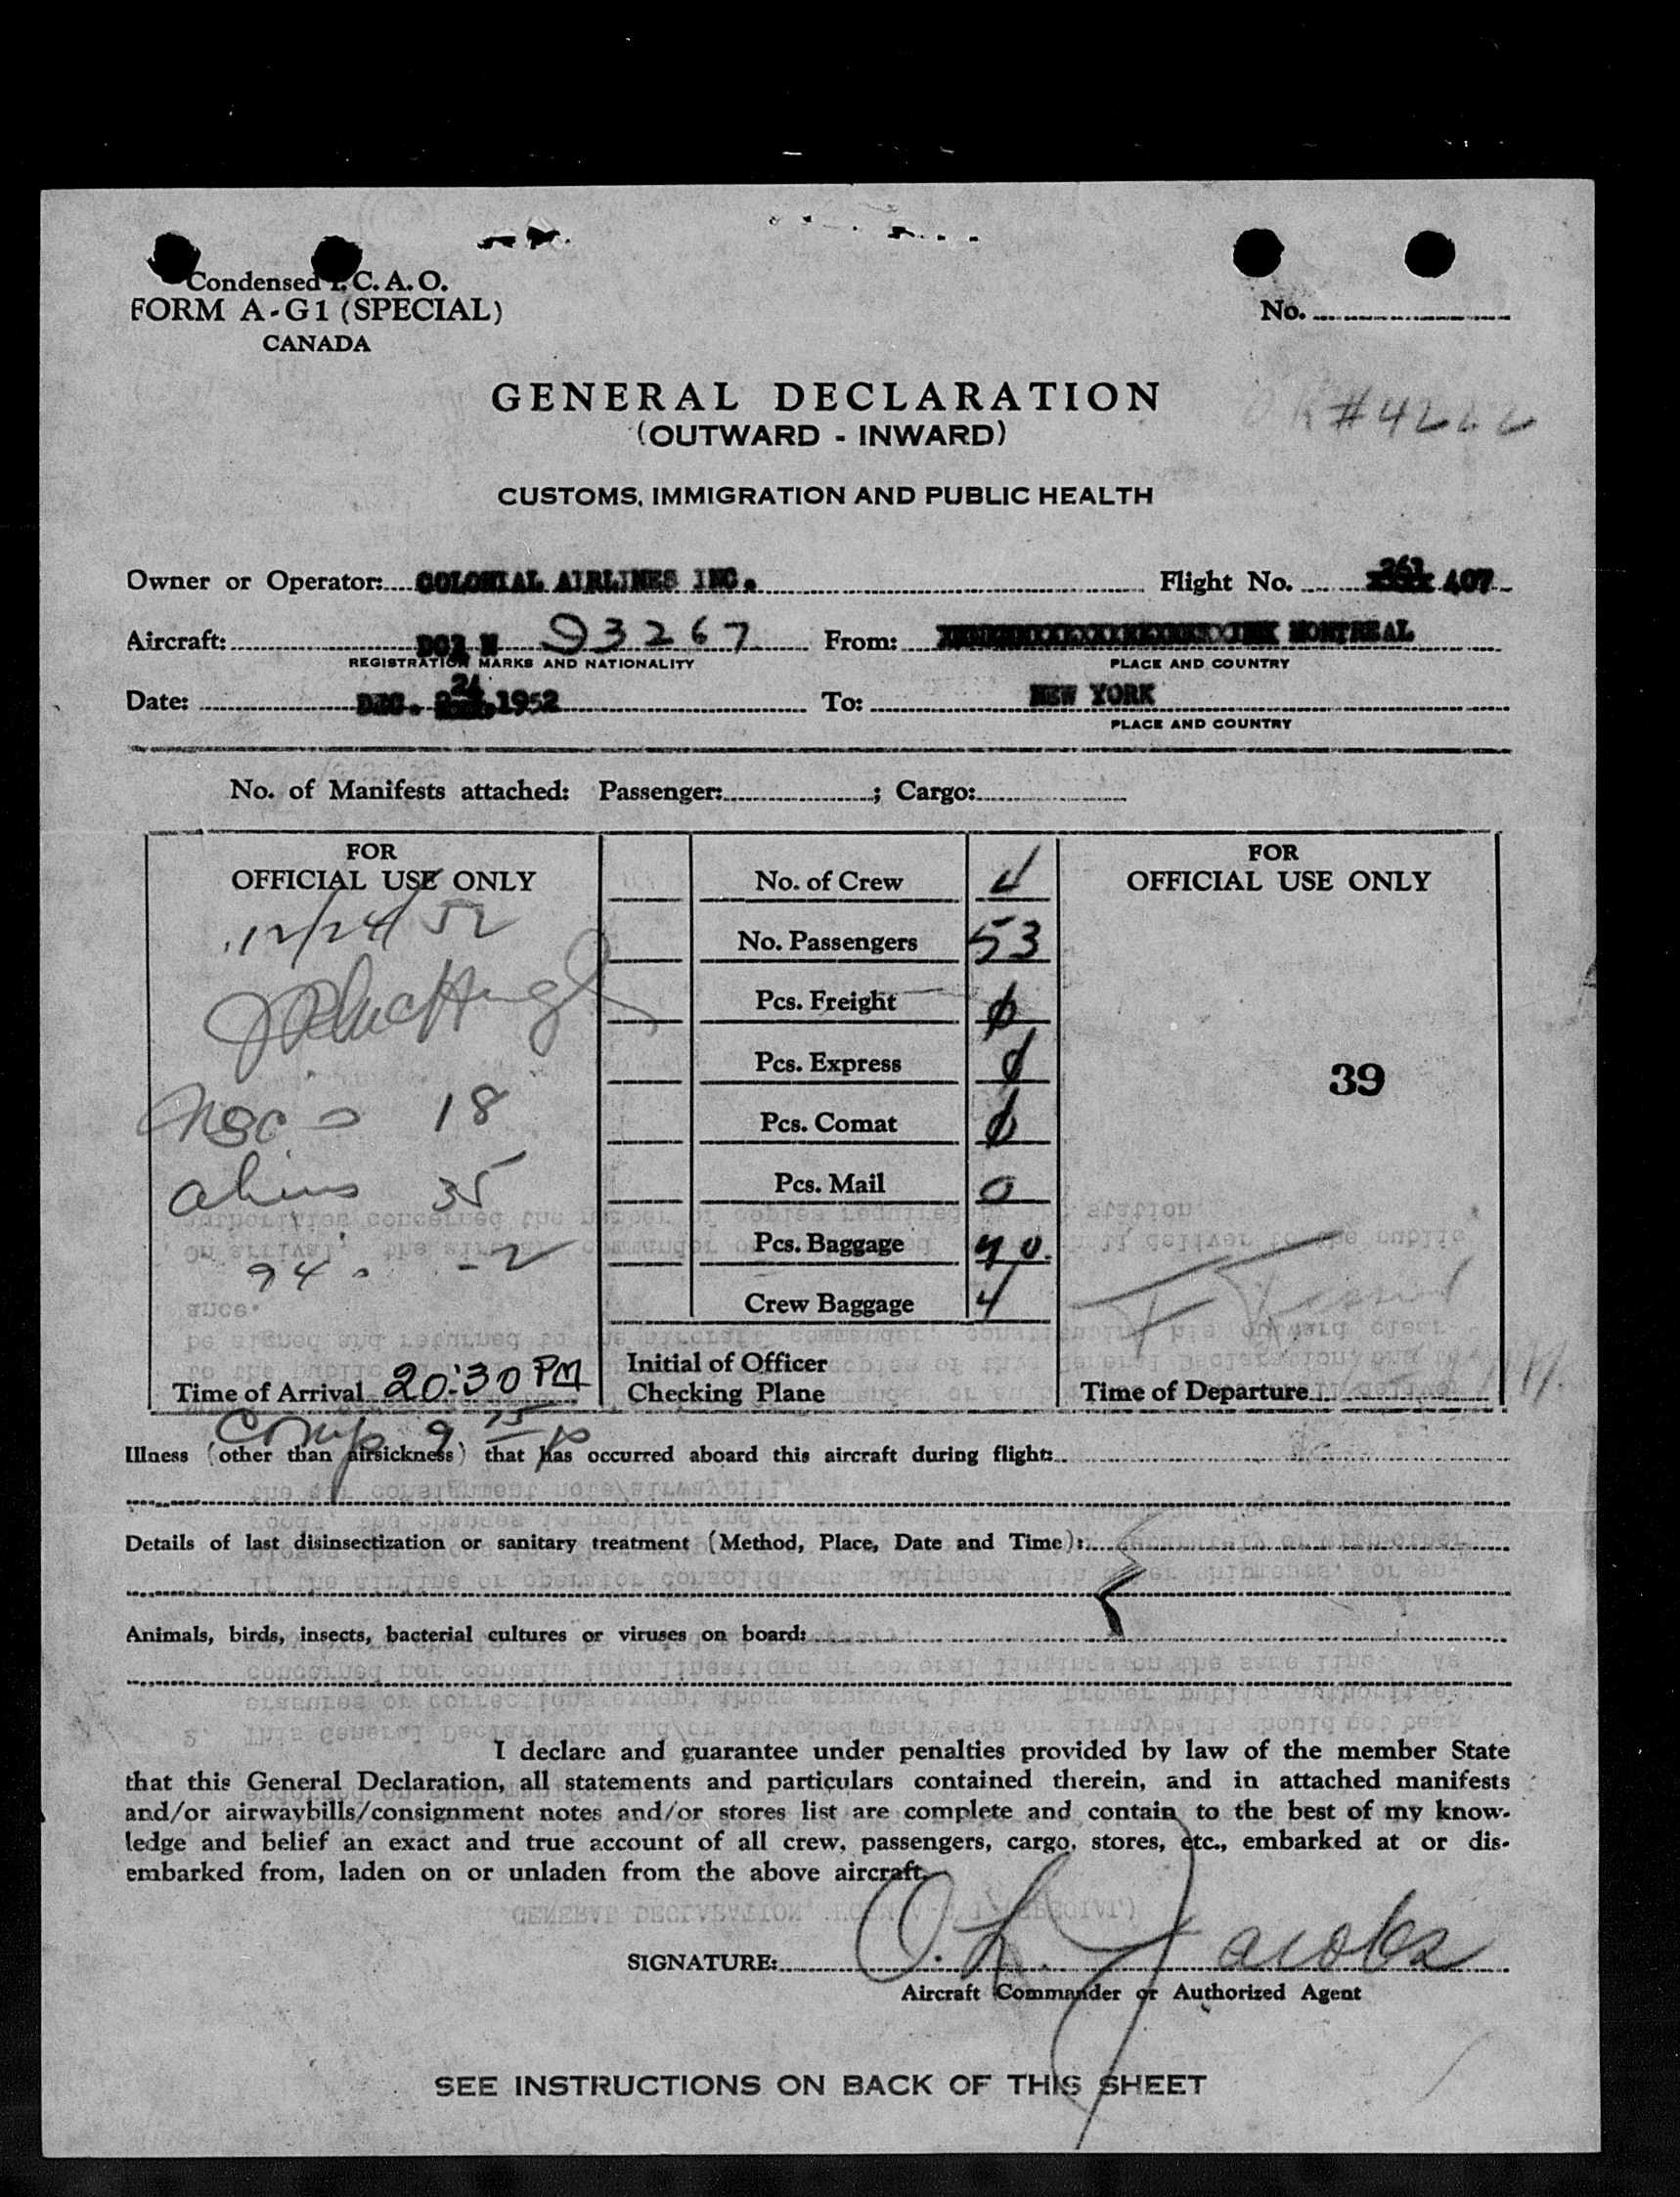 Condensed I. C. A. O.
FORM A-G1 (SPECIAL)
CANADA
No.
GENERAL DECLARATION
(OUTWARD - INWARD)
OK #4266
CUSTOMS, IMMIGRATION AND PUBLIC HEALTH
Owner or Operator: COLONIAL AIRLINES INC. Flight No. 261 407
Aircraft: N 93267 From: MONTREAL
REGISTRATION MARKS AND NATIONALITY PLACE AND COUNTRY
Date: DEC. 24,1952 To: NEW YORK
PLACE AND COUNTRY
No. of Manifests attached: Passenger: ; Cargo:
FOR
OFFICIAL USE ONLY
12/24/52
18
aliens 35
94's - 2
Time of Arrival 20:30 PM
Comp 9 25 p
No. of Crew 4
No. Passengers 53
Pcs. Freight 0
Pcs. Express 0
Pcs. Comat 0
Pcs. Mail 0
Pcs. Baggage 40.
Crew Baggage 4
Initial of Officer
Checking Plane
FOR
OFFICIAL USE ONLY
39
Time of Departure
Illness (other than airsickness) that has occurred aboard this aircraft during flight:
Details of last disinsectization or sanitary treatment (Method, Place, Date and Time):
Animals, birds, insects, bacterial cultures or viruses on board:
I declare and guarantee under penalties provided by law of the member State
that this General Declaration, all statements and particulars contained therein, and in attached manifests
and/or airwaybills/consignment notes and/or stores list are complete and contain to the best of my know-
ledge and belief an exact and true account of all crew, passengers, cargo, stores, etc., embarked at or dis-
embarked from, laden on or unladen from the above aircraft.
SIGNATURE: O. L. Jacobs
Aircraft Commander or Authorized Agent
SEE INSTRUCTIONS ON BACK OF THIS SHEET